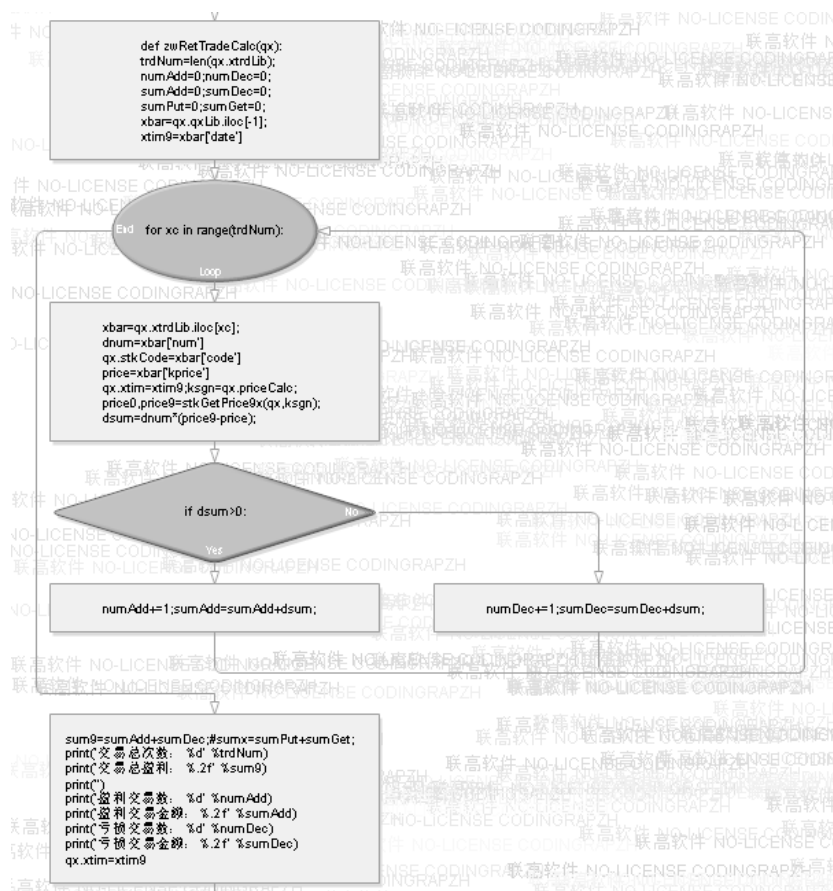 def zwRetTradeCalc(qx):
trdNum=len(qx.xtrdLib);
numAdd=0;numDec=0;
sumAdd=0;sumDec=0;
sumPut=0;sumGet=0;
xbar=qx.qxLib.iloc[-1];
xtim9=xbar['date']
End
for xc in range(trdNum):
Loop
xbar=qx.xtrdLib.iloc[xc];
dnum=xbar['num']
qx.stkCode=xbar['code']
price=xbar['kprice']
qx.xtim=xtim9;ksgn=qx.priceCalc;
price0,price9=stkGetPrice9x(qx,ksgn);
dsum=dnum*(price9-price);
if dsum>0:
No
Yes
numAdd+=1;sumAdd=sumAdd+dsum;
numDec+=1;sumDec=sumDec+dsum;
sum9=sumAdd+sumDec;#sumx=sumPut+sumGet;
print('交易总次数： %d' %trdNum)
print('交易总盈利： %.2f' %sum9)
print('')
print('盈利交易数： %d' %numAdd)
print('盈利交易金额： %.2f' %sumAdd)
print('亏损交易数： %d' %numDec)
print('亏损交易金额： %.2f' %sumDec)
qx.xtim=xtim9
联高软件 NO-LICENSE CODINGRAPZH